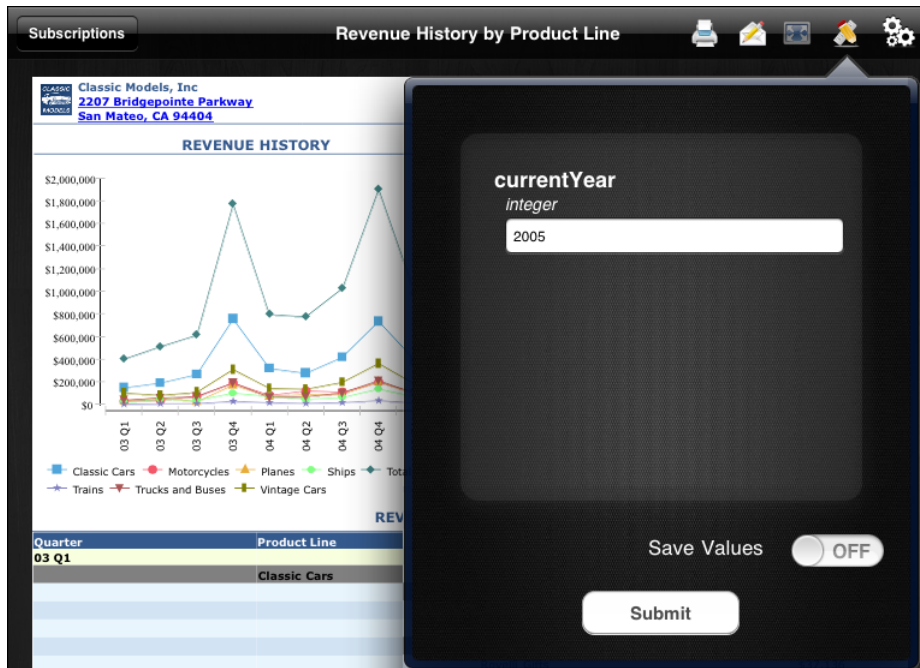 Subscriptions
Revenue History by Product Line
CLASSIC
MODELS
Classic Models, Inc
2207 Bridgepointe Parkway
San Mateo, CA 94404
REVENUE HISTORY
$2,000,000
$1,800,000
$1,600,000
$1,400,000
$1,200,000
$1,000,000
$800,000
$600,000
$400,000
$200,000
$0
03 Q1
03 Q2
03 Q3
03 Q4
04 Q1
04 Q2
04 Q3
04 Q4
Classic Cars Motorcycles Planes Ships Tota
Trains Trucks and Buses Vintage Cars
REV
Quarter Product Line
03 Q1
Classic Cars
currentYear
integer
2005
Save Values OFF
Submit